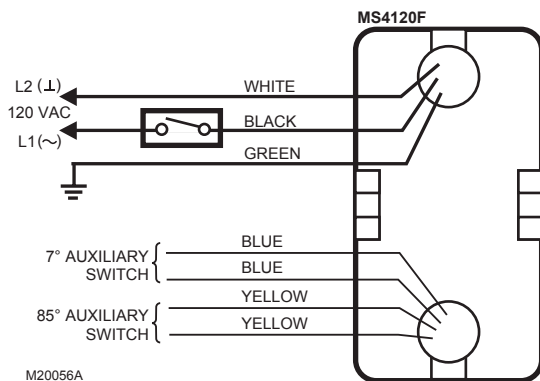 MS4120F
L2 (⊥)
WHITE
120 VAC
BLACK
L1(~)
GREEN
BLUE
7° AUXILIARY
SWITCH
BLUE
YELLOW
85° AUXILIARY
SWITCH
YELLOW
M20056A